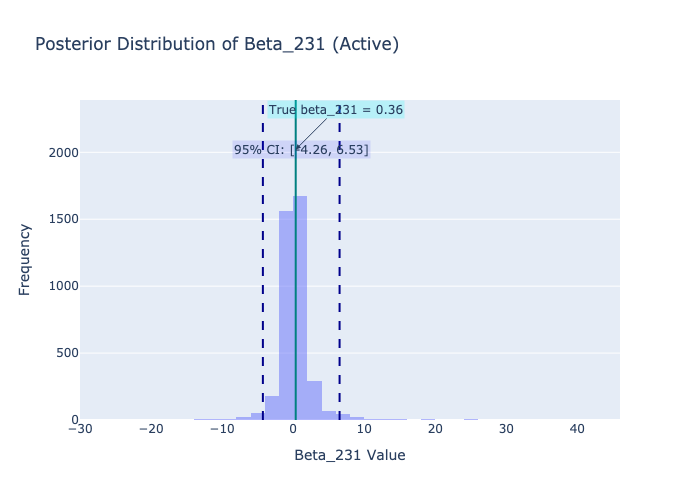 Posterior Distribution of Beta_231 (Active)
True beta_231 = 0.36
95% CI: [-4.26, 6.53]
2000
1500
1000
500
0
Frequency
−30
−20
−10
0
10
20
30
40
Beta_231 Value